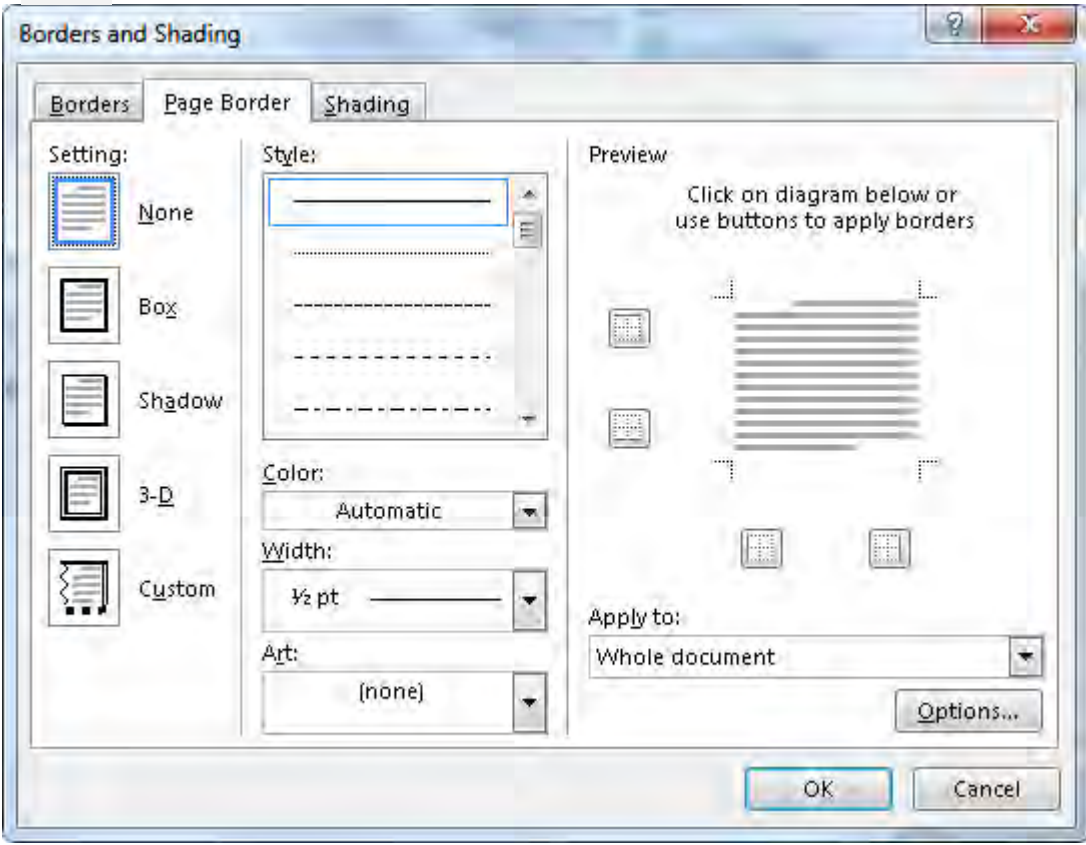 Borders and Shading
Borders
Page Border
Shading
Setting:
None
Box
Shadow
3-D
Custom
Style:
Color:
Automatic
Width:
½ pt
Art:
(none)
Preview
Click on diagram below or
use buttons to apply borders
Apply to:
Whole document
Options...
OK
Cancel